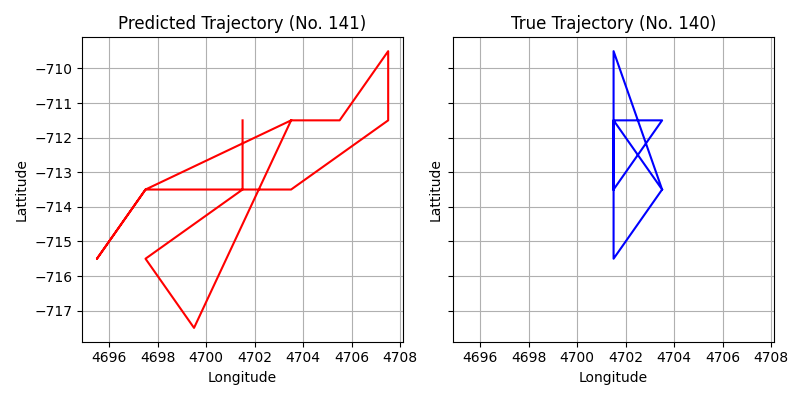 Predicted Trajectory (No. 141)
−710
−711
−712
−713
−714
−715
−716
−717
Lattitude
4696 4698 4700 4702 4704 4706 4708
Longitude
True Trajectory (No. 140)
Lattitude
4696 4698 4700 4702 4704 4706 4708
Longitude